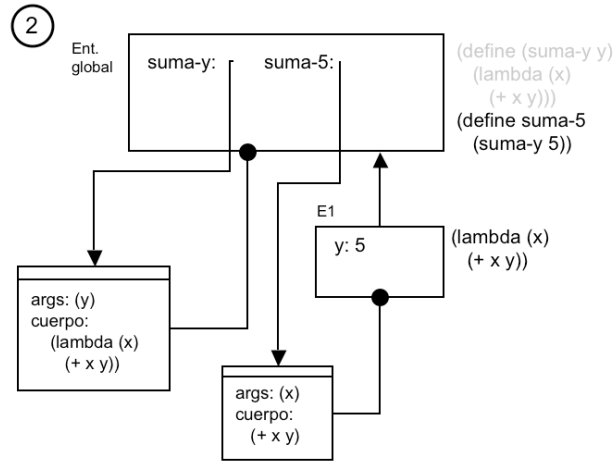 2
Ent.
global
suma-y:
suma-5:
(define (suma-y y)
(lambda (x)
(+ x y)))
(define suma-5
(suma-y 5))
E1
y: 5
(lambda (x)
(+ x y))
args: (y)
cuerpo:
(lambda (x)
(+ x y))
args: (x)
cuerpo:
(+ x y)